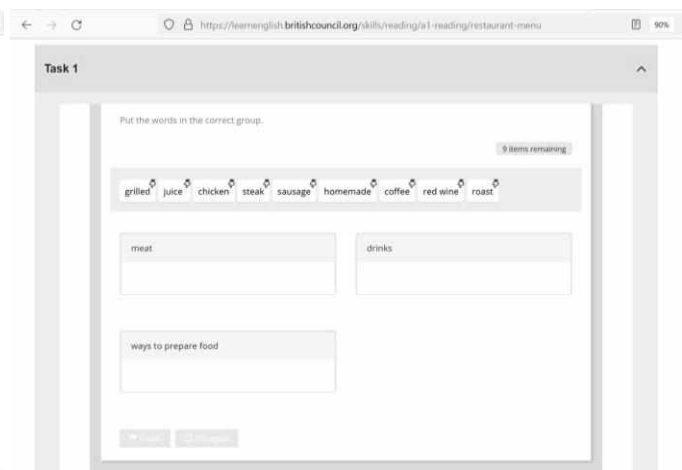 https://learnenglish.britishcouncil.org/skills/reading/a1-reading/restaurant-menu 90%
Task 1
Put the words in the correct group.
9 items remaining
grilled juice chicken steak sausage homemade coffee red wine roast
meat drinks
ways to prepare food